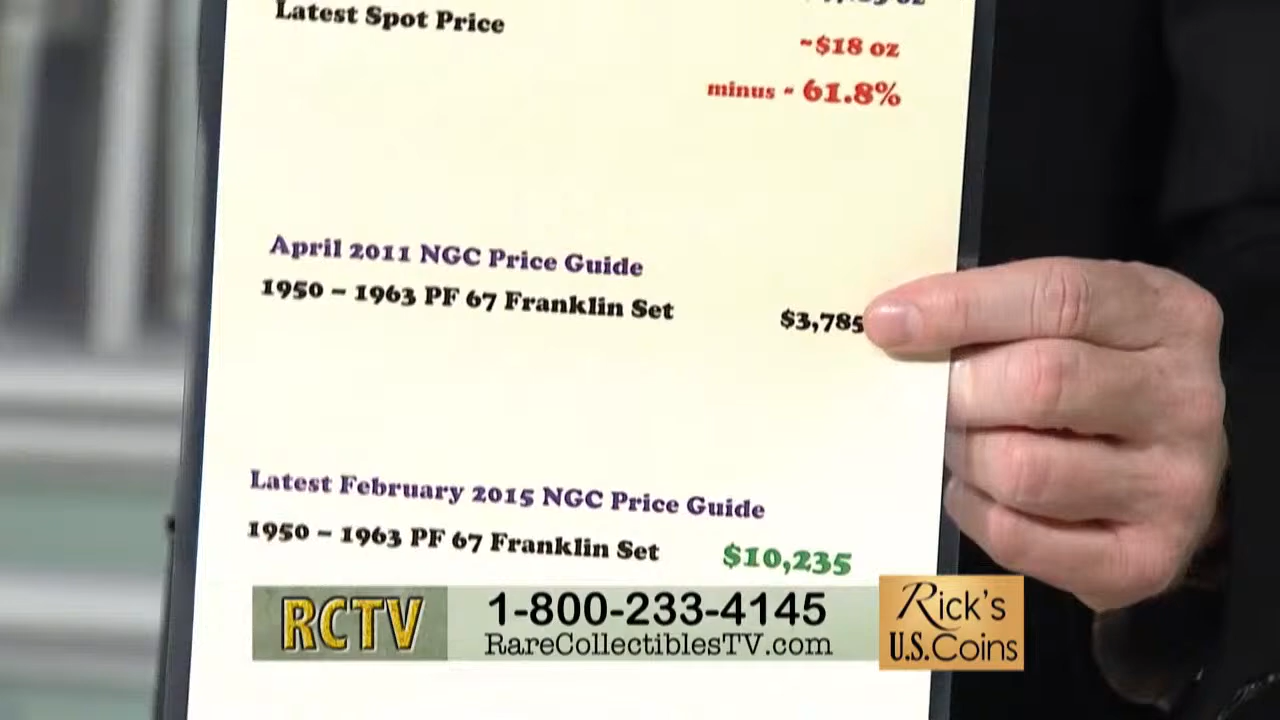 Latest Spot Price
~$18 oz
minus ~ 61.8%
April 2011 NGC Price Guide
1950 – 1963 PF 67 Franklin Set $3,785
Latest February 2015 NGC Price Guide
1950 – 1963 PF 67 Franklin Set $10,235
RCTV
1-800-233-4145
RareCollectiblesTV.com
Rick's
U.S. Coins